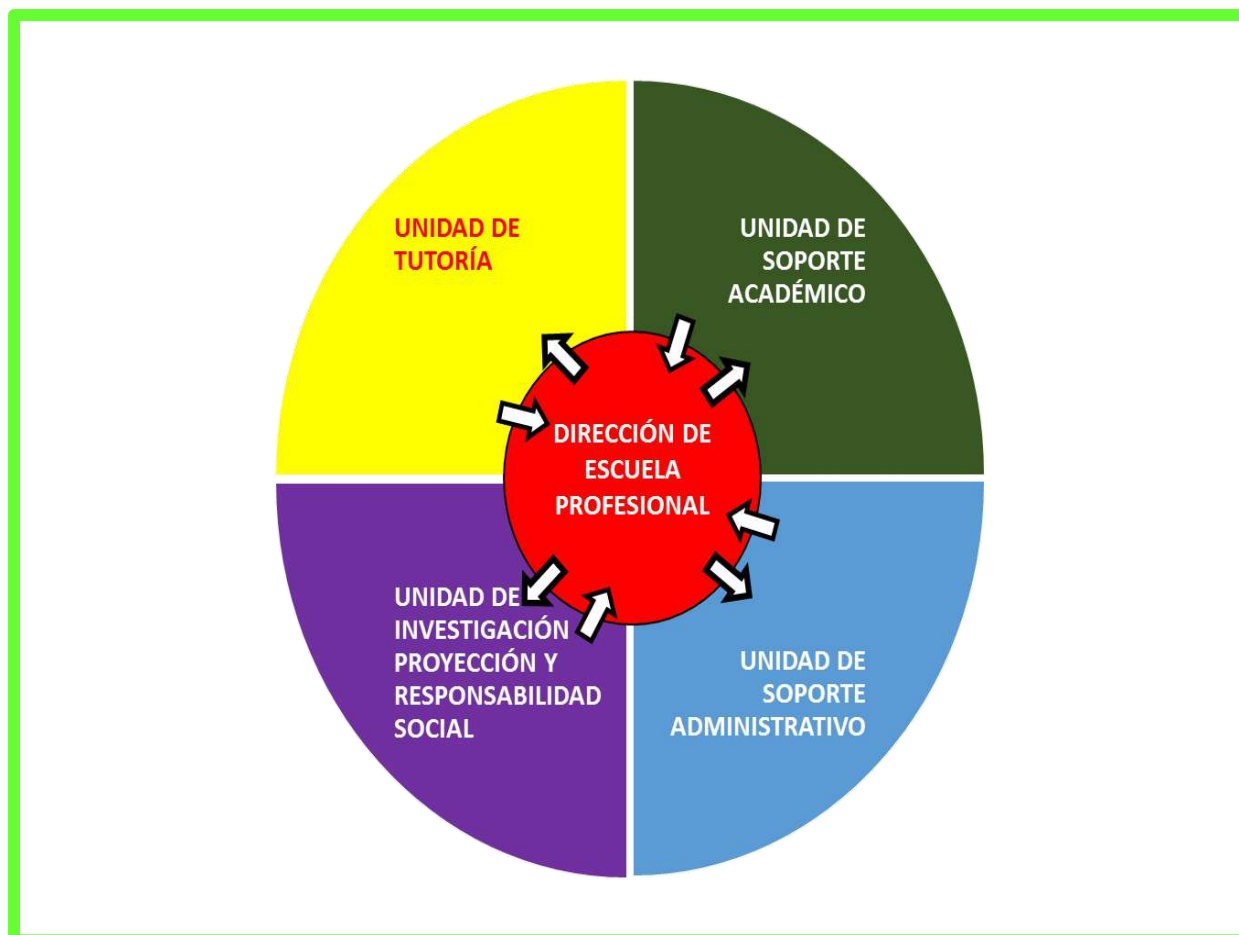 UNIDAD DE
TUTORÍA
UNIDAD DE
SOPORTE
ACADÉMICO
DIRECCIÓN DE
ESCUELA
PROFESIONAL
UNIDAD DE
INVESTIGACIÓN
PROYECCIÓN Y
RESPONSABILIDAD
SOCIAL
UNIDAD DE
SOPORTE
ADMINISTRATIVO